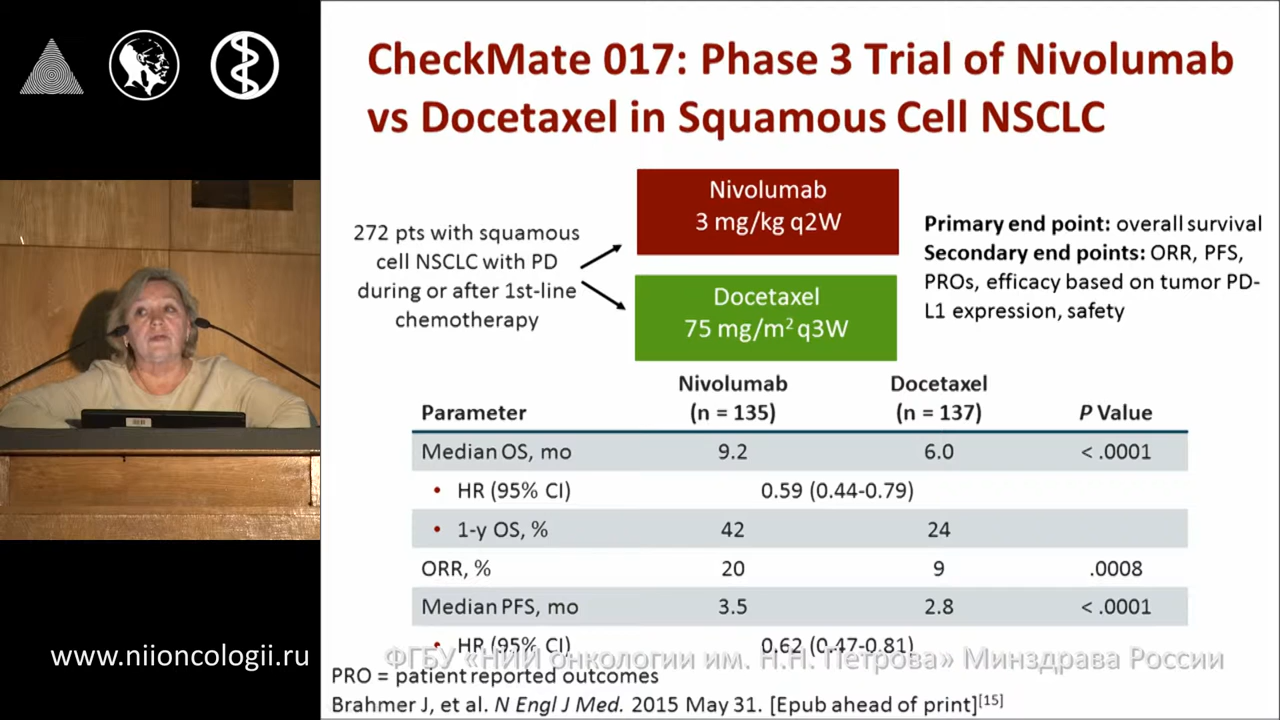 CheckMate 017: Phase 3 Trial of Nivolumab
vs Docetaxel in Squamous Cell NSCLC
272 pts with squamous
cell NSCLC with PD
during or after 1st-line
chemotherapy
Nivolumab
3 mg/kg q2W
Docetaxel
75 mg/m² q3W
Primary end point: overall survival
Secondary end points: ORR, PFS,
PROs, efficacy based on tumor PD-
L1 expression, safety
Parameter Nivolumab (n = 135) Docetaxel (n = 137) P Value
Median OS, mo 9.2 6.0 < .0001
• HR (95% CI) 0.59 (0.44-0.79)
• 1-y OS, % 42 24
ORR, % 20 9 .0008
Median PFS, mo 3.5 2.8 < .0001
• HR (95% CI) 0.62 (0.47-0.81)
www.niioncologii.ru
ФГБУ «НИИ онкологии им. Н.Н. Петрова» Минздрава России
PRO = patient reported outcomes
Brahmer J, et al. N Engl J Med. 2015 May 31. [Epub ahead of print][15]